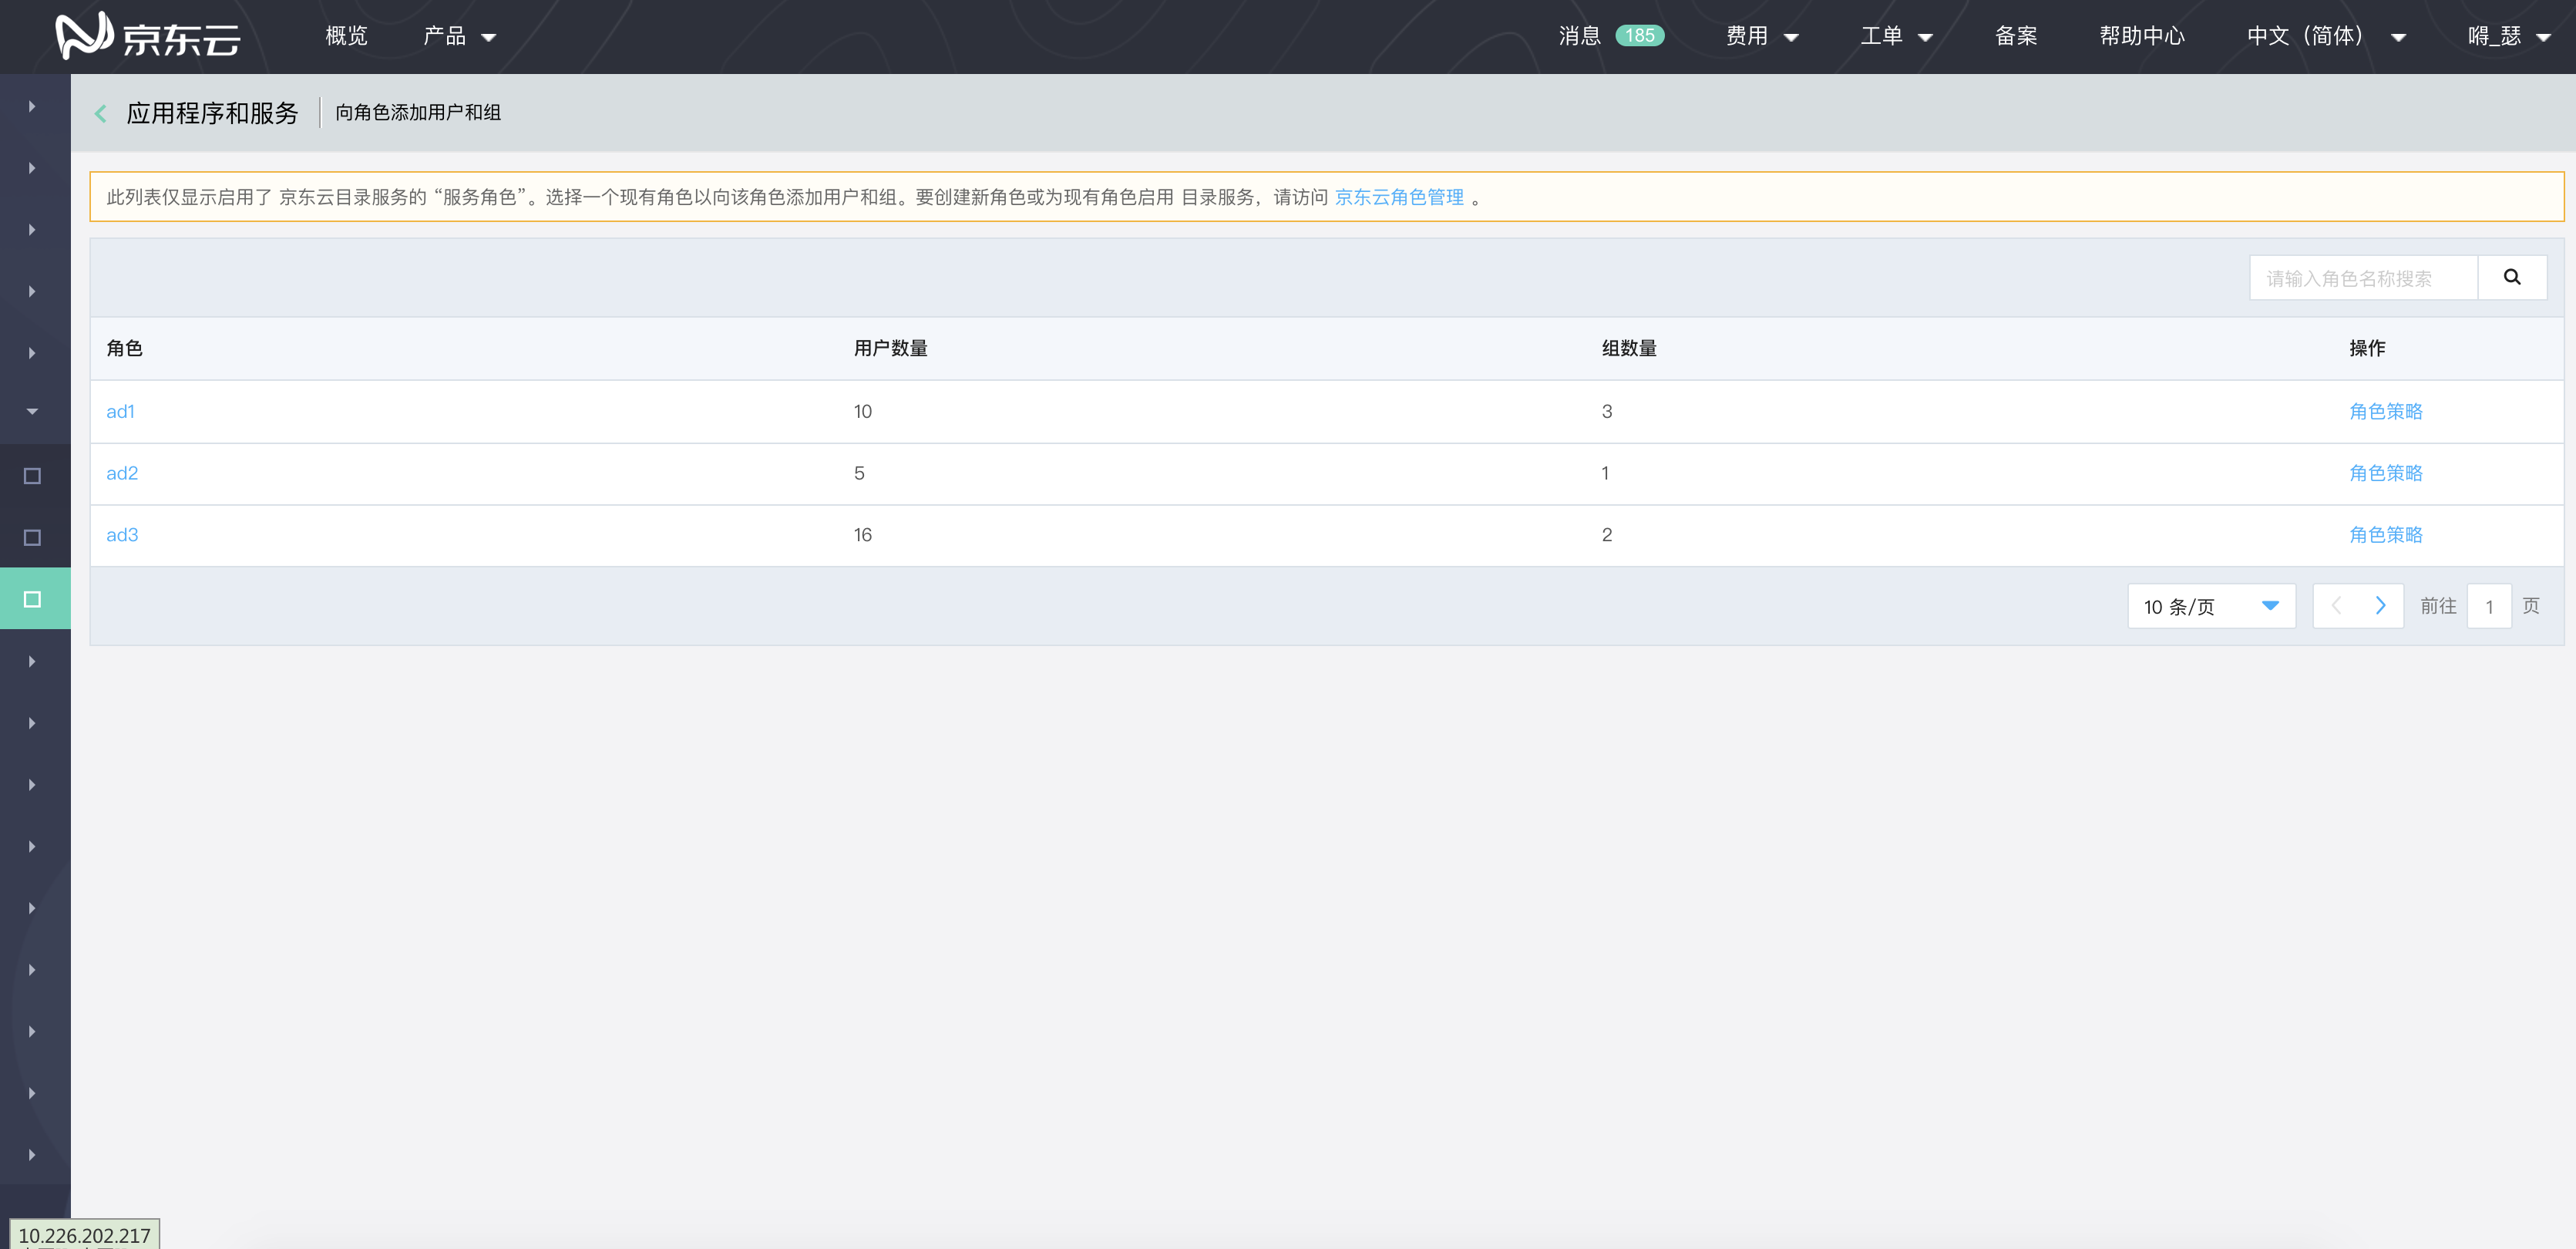 京东云 概览 产品 消息 185 费用 工单 备案 帮助中心 中文（简体） 嘚_瑟
应用程序和服务 向角色添加用户和组
此列表仅显示启用了 京东云目录服务的 “服务角色”。选择一个现有角色以向该角色添加用户和组。要创建新角色或为现有角色启用 目录服务，请访问 京东云角色管理 。
请输入角色名称搜索
角色 用户数量 组数量 操作
ad1 10 3 角色策略
ad2 5 1 角色策略
ad3 16 2 角色策略
10 条/页 前往 1 页
10.226.202.217